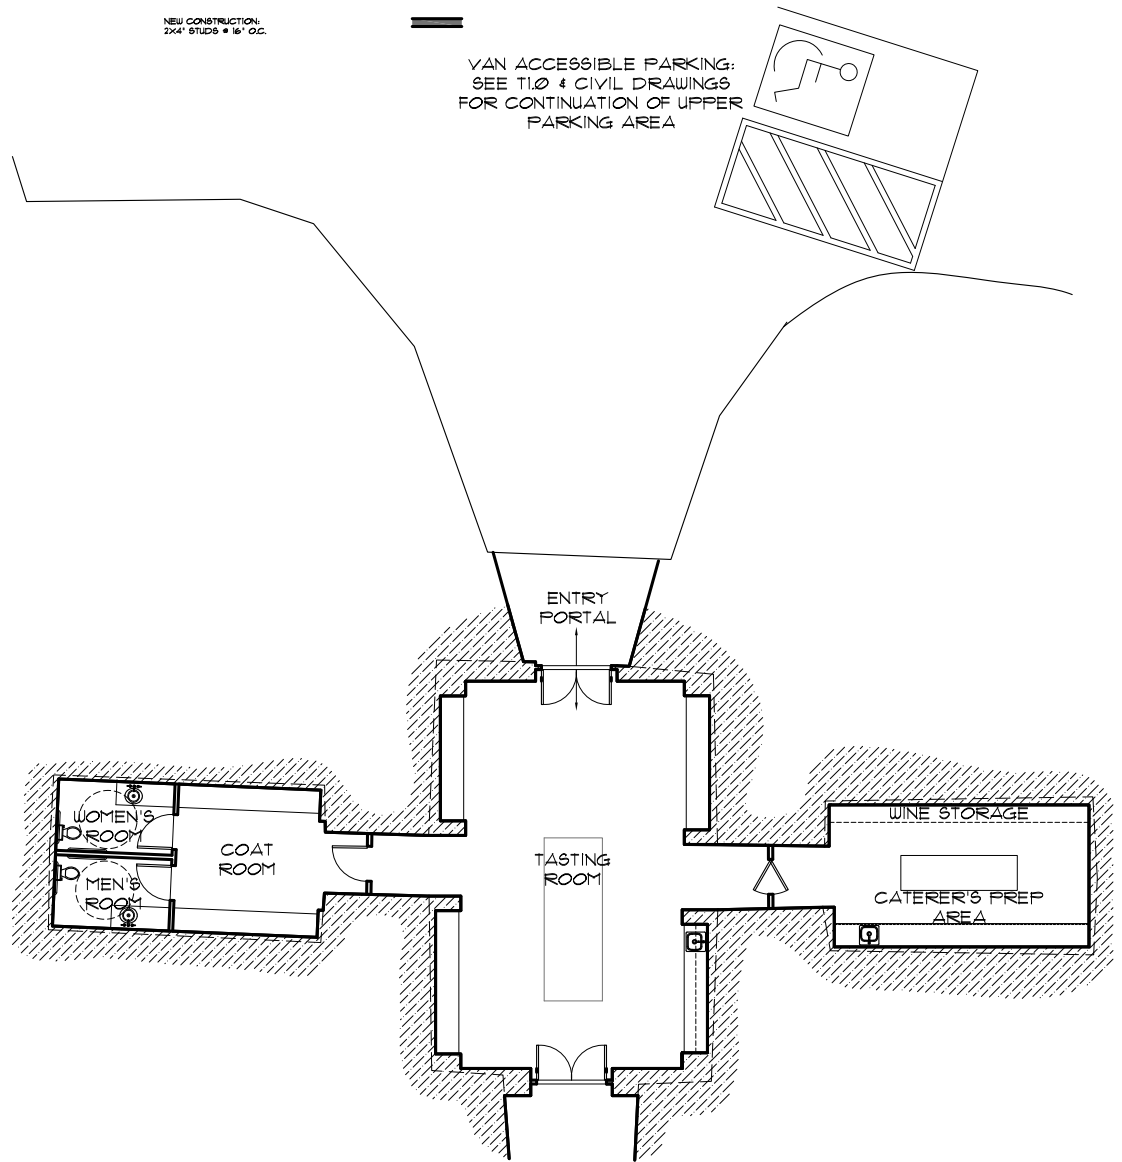 NEW CONSTRUCTION:
2X4" STUDS @ 16" O.C.
VAN ACCESSIBLE PARKING:
SEE T1.0 & CIVIL DRAWINGS
FOR CONTINUATION OF UPPER
PARKING AREA
ENTRY
PORTAL
WOMEN'S
ROOM
COAT
ROOM
MEN'S
ROOM
TASTING
ROOM
WINE STORAGE
CATERER'S PREP
AREA